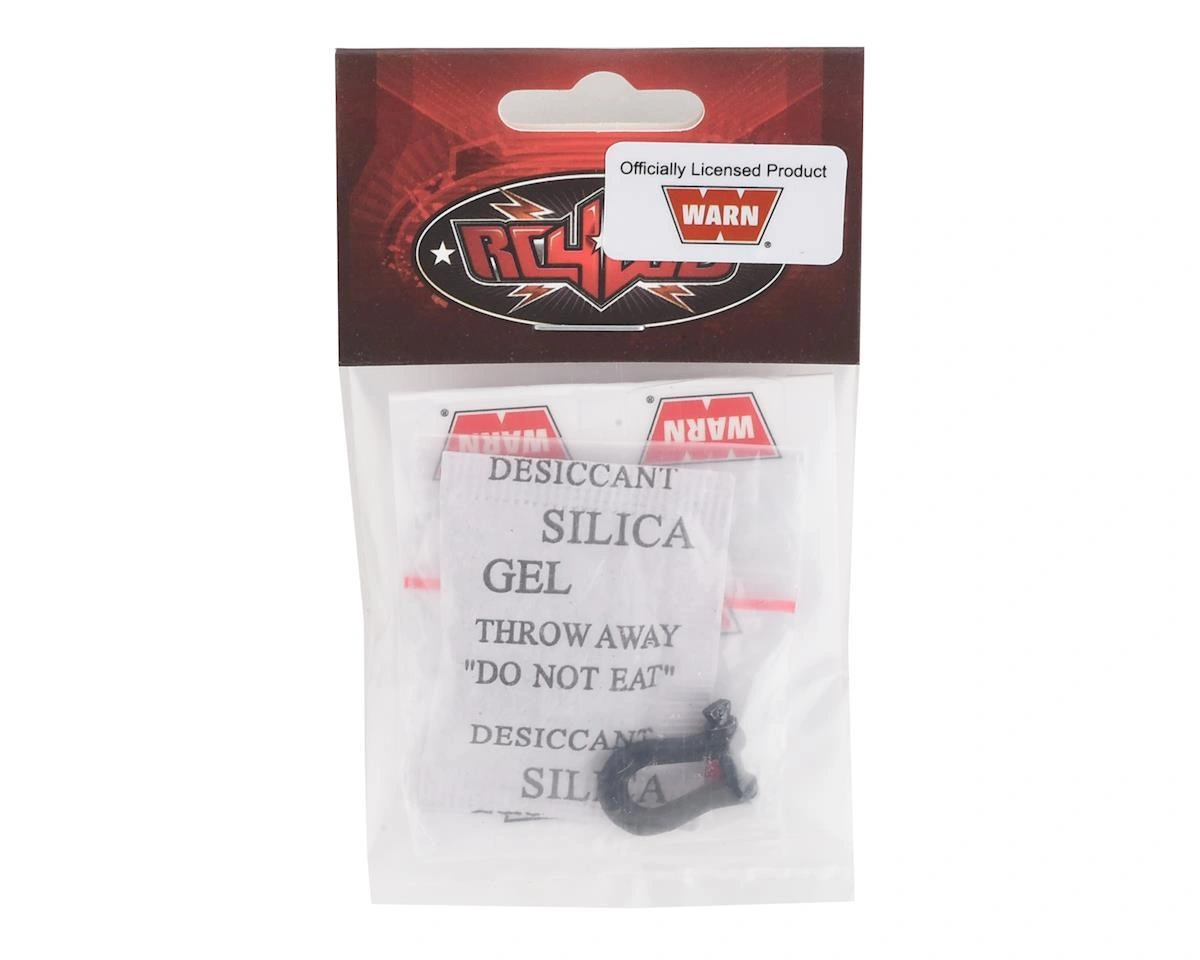 Officially Licensed Product
WARN
®
RC4WD
® WARN
® WARN
DESICCANT
SILICA
GEL
THROW AWAY
"DO NOT EAT"
DESICCANT
SILICA